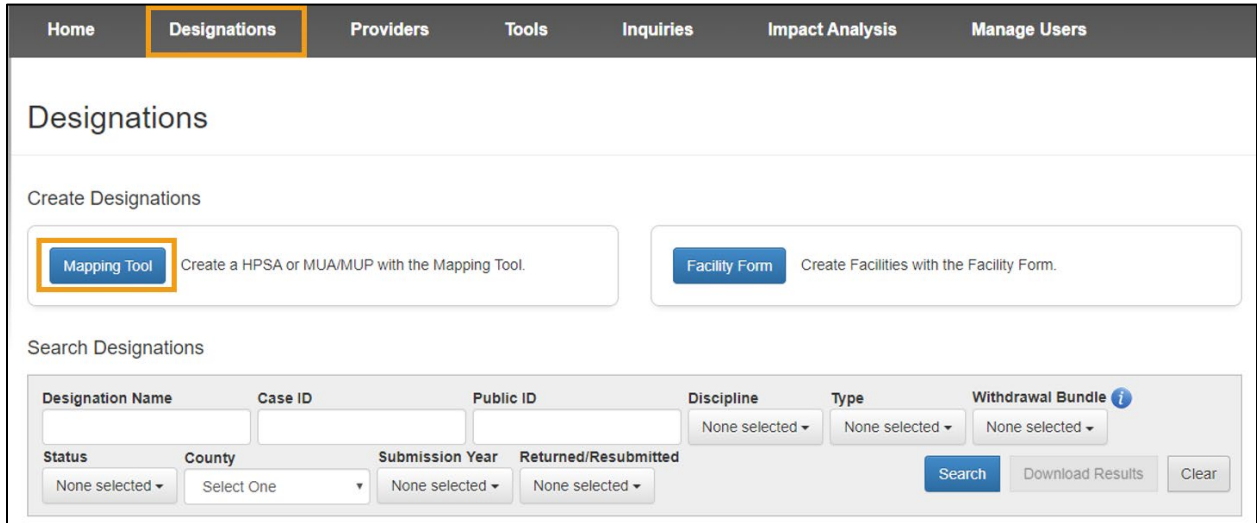 Home Designations Providers Tools Inquiries Impact Analysis Manage Users
Designations
Create Designations
Mapping Tool Create a HPSA or MUA/MUP with the Mapping Tool.
Facility Form Create Facilities with the Facility Form.
Search Designations
Designation Name Case ID Public ID Discipline Type Withdrawal Bundle i
None selected None selected None selected
Status County Submission Year Returned/Resubmitted
None selected Select One None selected None selected Search Download Results Clear